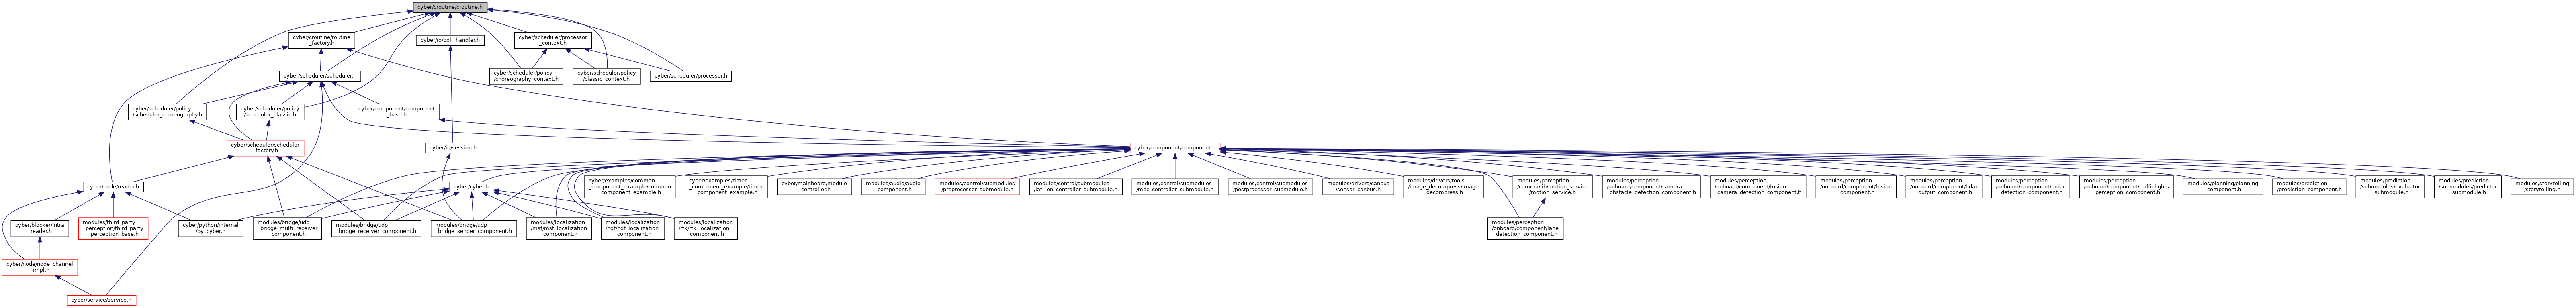 cyber/croutine/croutine.h
cyber/croutine/routine
_factory.h
cyber/io/poll_handler.h
cyber/scheduler/processor
_context.h
cyber/scheduler/scheduler.h
cyber/scheduler/policy
/choreography_context.h
cyber/scheduler/policy
/classic_context.h
cyber/scheduler/processor.h
cyber/scheduler/policy
/scheduler_choreography.h
cyber/scheduler/policy
/scheduler_classic.h
cyber/component/component
_base.h
cyber/scheduler/scheduler
_factory.h
cyber/io/session.h
cyber/component/component.h
cyber/node/reader.h
cyber/cyber.h
cyber/examples/common
_component_example/common
_component_example.h
cyber/examples/timer
_component_example/timer
_component_example.h
cyber/mainboard/module
_controller.h
modules/audio/audio
_component.h
modules/control/submodules
/preprocessor_submodule.h
modules/control/submodules
/lat_lon_controller_submodule.h
modules/control/submodules
/mpc_controller_submodule.h
modules/control/submodules
/postprocessor_submodule.h
modules/drivers/canbus
/sensor_canbus.h
modules/drivers/tools
/image_decompress/image
_decompress.h
modules/perception
/camera/lib/motion_service
/motion_service.h
modules/perception
/onboard/component/camera
_obstacle_detection_component.h
modules/perception
/onboard/component/fusion
_camera_detection_component.h
modules/perception
/onboard/component/fusion
_component.h
modules/perception
/onboard/component/lidar
_output_component.h
modules/perception
/onboard/component/radar
_detection_component.h
modules/perception
/onboard/component/trafficlights
_perception_component.h
modules/planning/planning
_component.h
modules/prediction
/prediction_component.h
modules/prediction
/submodules/evaluator
_submodule.h
modules/prediction
/submodules/predictor
_submodule.h
modules/storytelling
/storytelling.h
cyber/blocker/intra
_reader.h
modules/third_party
_perception/third_party
_perception_base.h
cyber/python/internal
/py_cyber.h
modules/bridge/udp
_bridge_multi_receiver
_component.h
modules/bridge/udp
_bridge_receiver_component.h
modules/bridge/udp
_bridge_sender_component.h
modules/localization
/msf/msf_localization
_component.h
modules/localization
/ndt/ndt_localization
_component.h
modules/localization
/rtk/rtk_localization
_component.h
modules/perception
/onboard/component/lane
_detection_component.h
cyber/node/node_channel
_impl.h
cyber/service/service.h